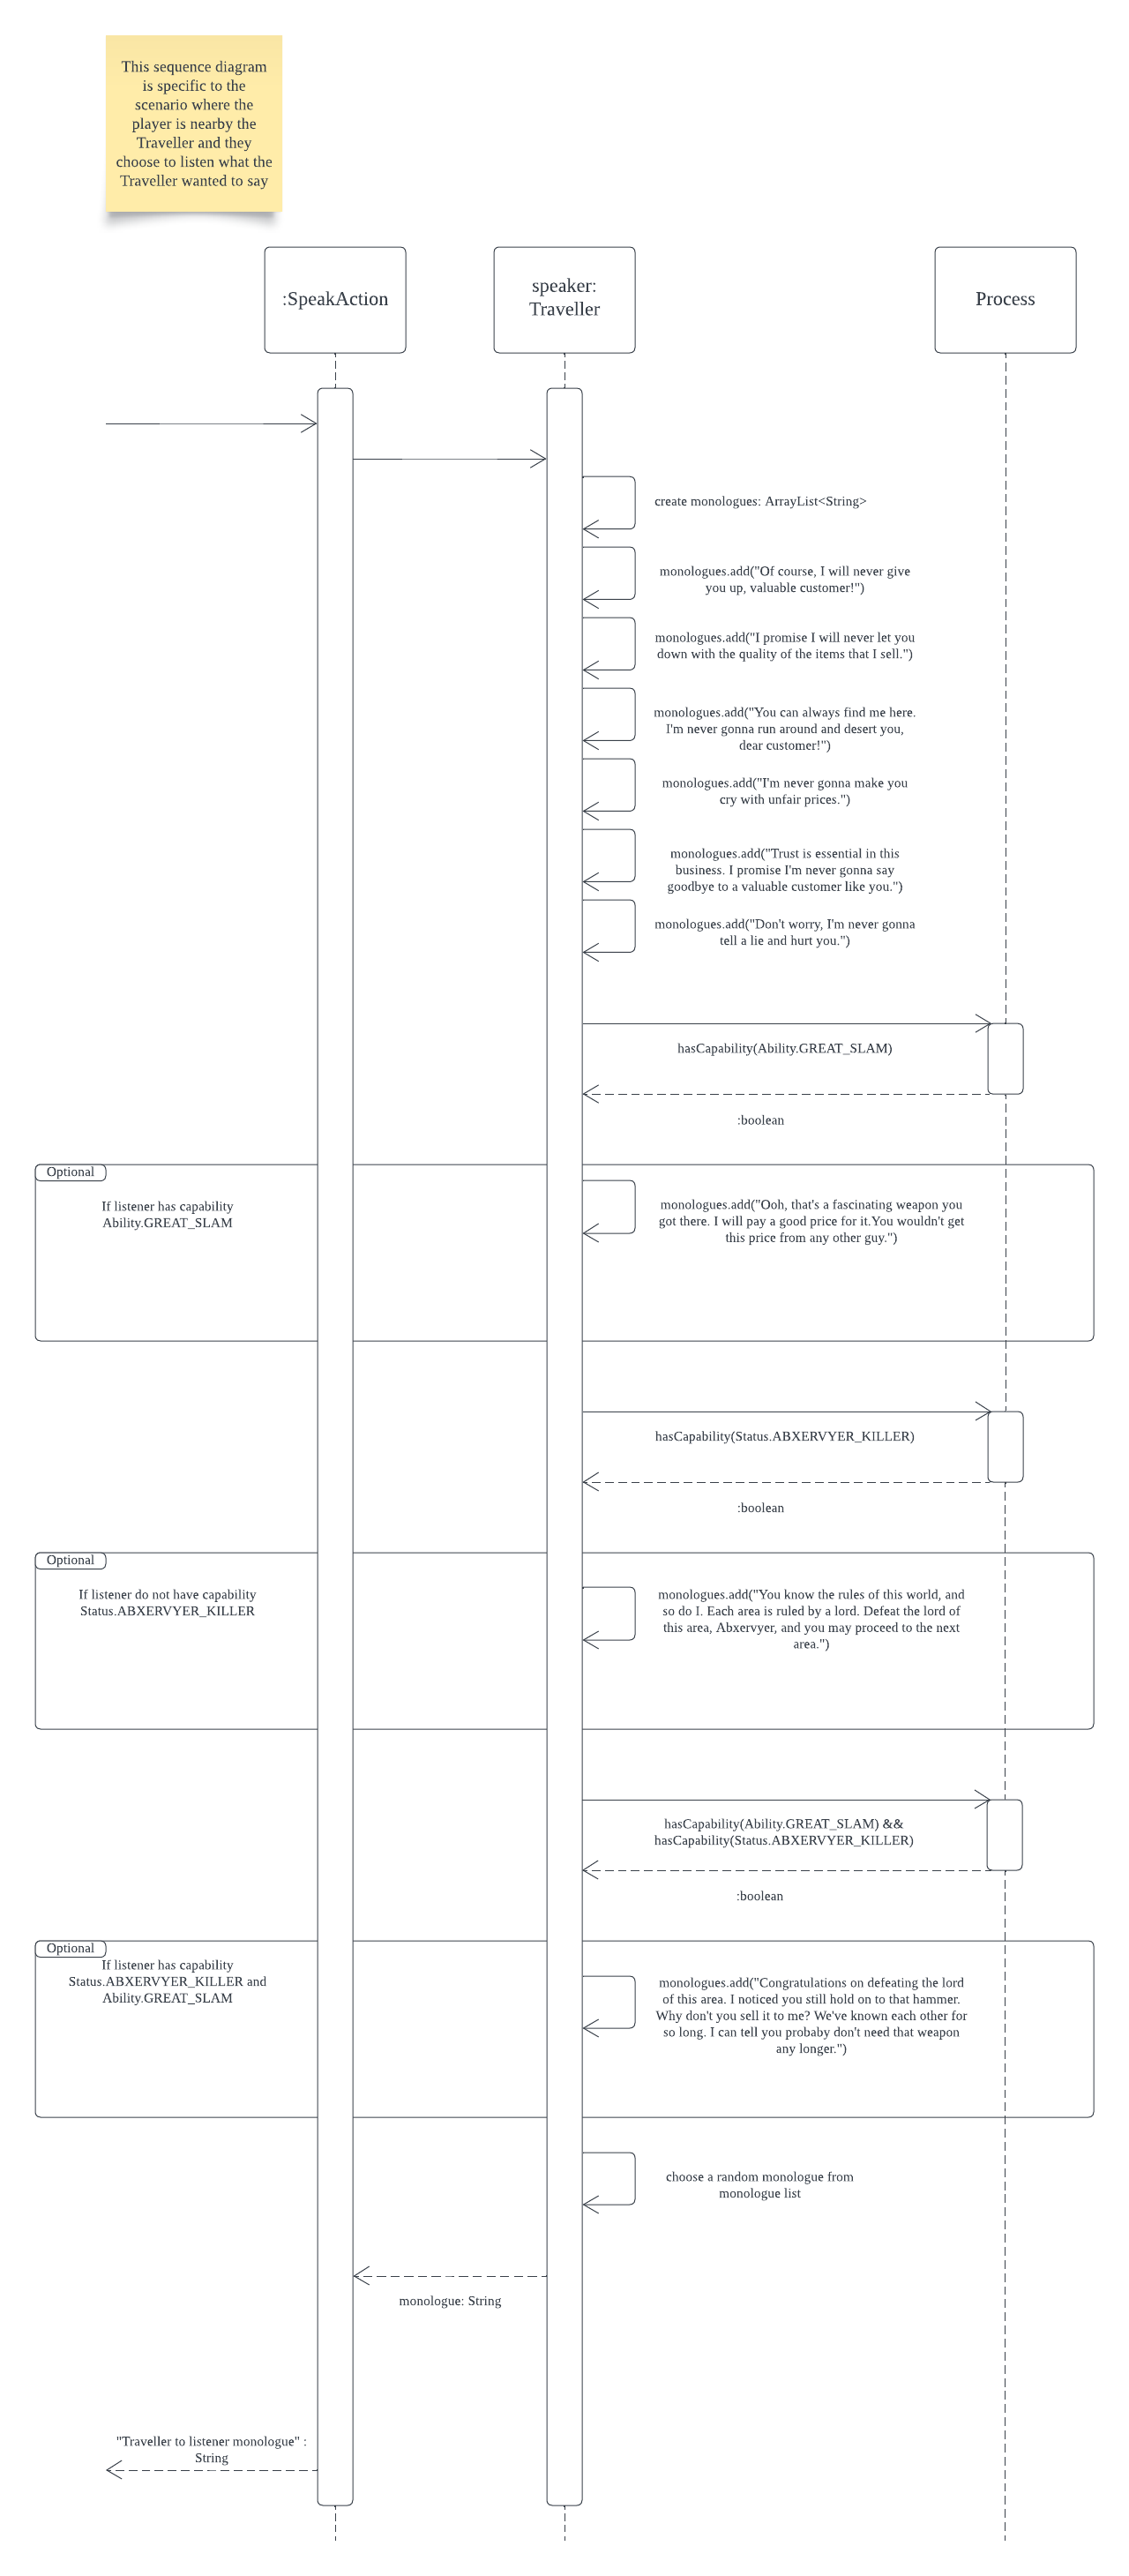 This sequence diagram
is specific to the
scenario where the
player is nearby the
Traveller and they
choose to listen what the
Traveller wanted to say
:SpeakAction
speaker:
Traveller
Process
create monologues: ArrayList<String>
monologues.add("Of course, I will never give
you up, valuable customer!")
monologues.add("I promise I will never let you
down with the quality of the items that I sell.")
monologues.add("You can always find me here.
I'm never gonna run around and desert you,
dear customer!")
monologues.add("I'm never gonna make you
cry with unfair prices.")
monologues.add("Trust is essential in this
business. I promise I'm never gonna say
goodbye to a valuable customer like you.")
monologues.add("Don't worry, I'm never gonna
tell a lie and hurt you.")
hasCapability(Ability.GREAT_SLAM)
:boolean
Optional
If listener has capability
Ability.GREAT_SLAM
monologues.add("Ooh, that's a fascinating weapon you
got there. I will pay a good price for it.You wouldn't get
this price from any other guy.")
hasCapability(Status.ABXERVYER_KILLER)
:boolean
Optional
If listener do not have capability
Status.ABXERVYER_KILLER
monologues.add("You know the rules of this world, and
so do I. Each area is ruled by a lord. Defeat the lord of
this area, Abxervyer, and you may proceed to the next
area.")
hasCapability(Ability.GREAT_SLAM) &&
hasCapability(Status.ABXERVYER_KILLER)
:boolean
Optional
If listener has capability
Status.ABXERVYER_KILLER and
Ability.GREAT_SLAM
monologues.add("Congratulations on defeating the lord
of this area. I noticed you still hold on to that hammer.
Why don't you sell it to me? We've known each other for
so long. I can tell you probaby don't need that weapon
any longer.")
choose a random monologue from
monologue list
monologue: String
"Traveller to listener monologue" :
String